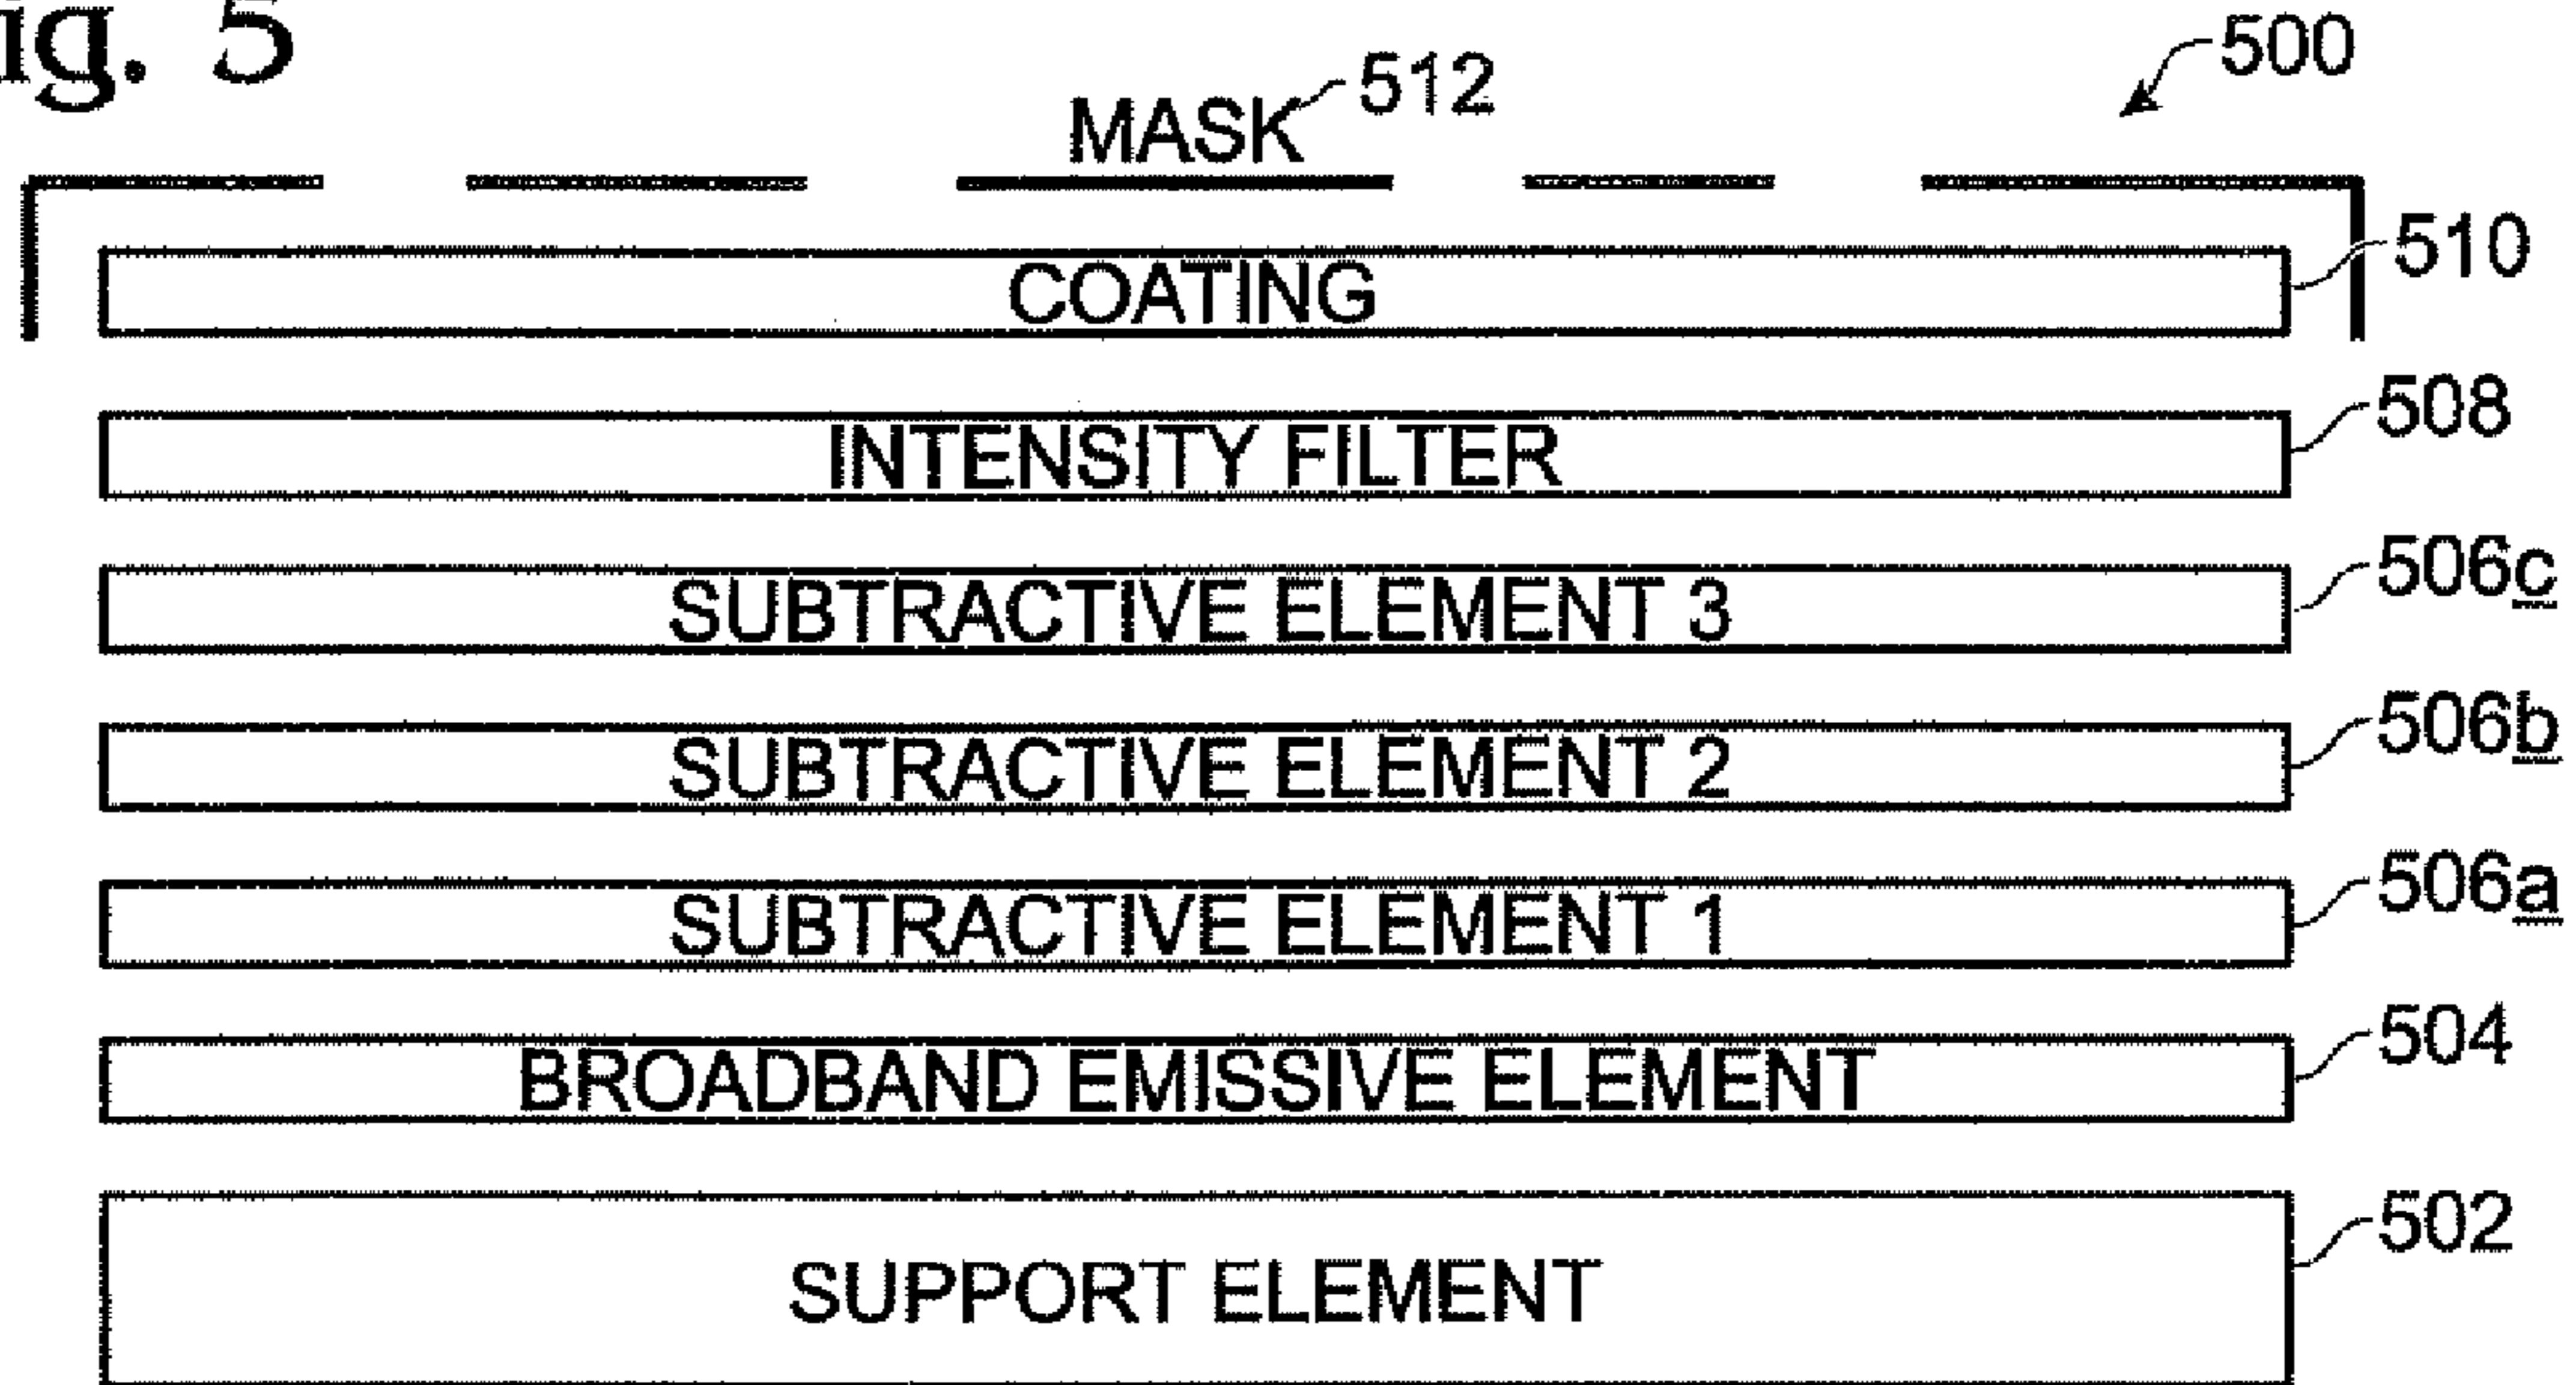 ig. 5
500
MASK 512
COATING 510
INTENSITY FILTER 508
SUBTRACTIVE ELEMENT 3 506c
SUBTRACTIVE ELEMENT 2 506b
SUBTRACTIVE ELEMENT 1 506a
BROADBAND EMISSIVE ELEMENT 504
SUPPORT ELEMENT 502